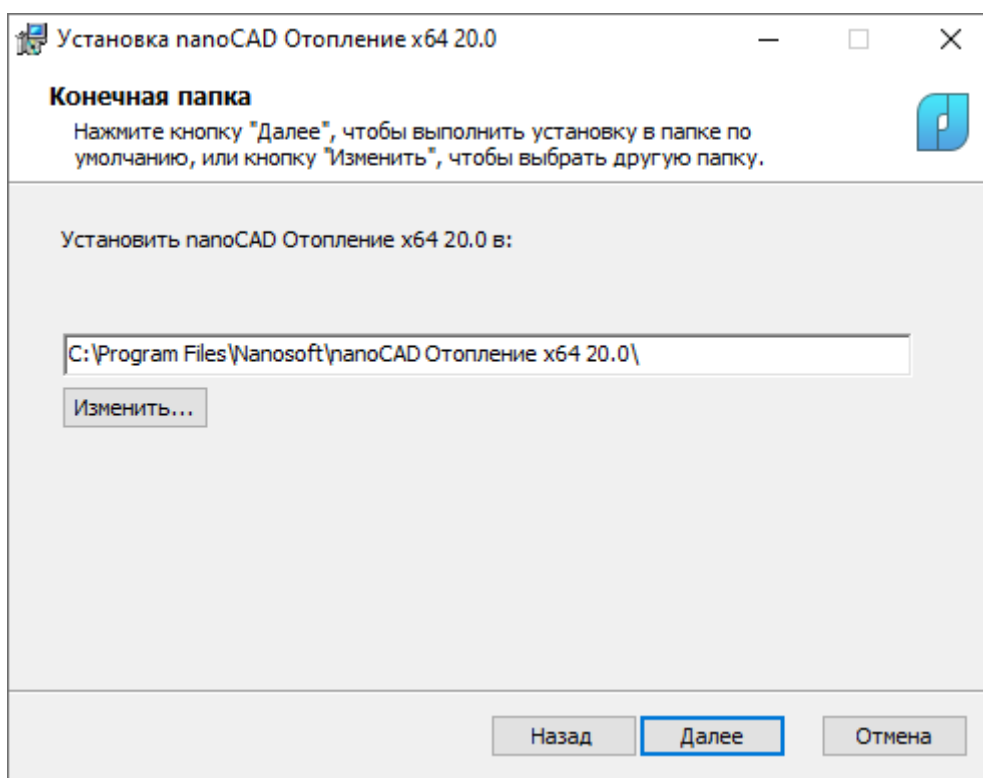 Установка nanoCAD Отопление x64 20.0
Конечная папка
Нажмите кнопку "Далее", чтобы выполнить установку в папке по
умолчанию, или кнопку "Изменить", чтобы выбрать другую папку.
Установить nanoCAD Отопление x64 20.0 в:
C:\Program Files\Nanosoft\nanoCAD Отопление x64 20.0\
Изменить...
Назад Далее Отмена